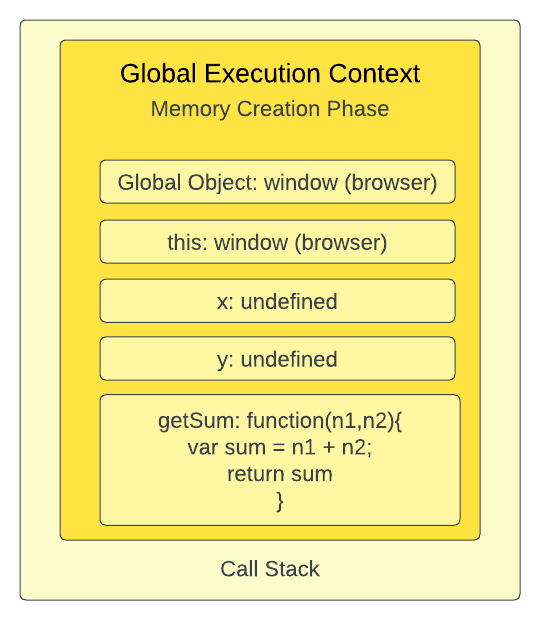 Global Execution Context
Memory Creation Phase
Global Object: window (browser)
this: window (browser)
x: undefined
y: undefined
getSum: function(n1,n2){
var sum = n1 + n2;
return sum
}
Call Stack